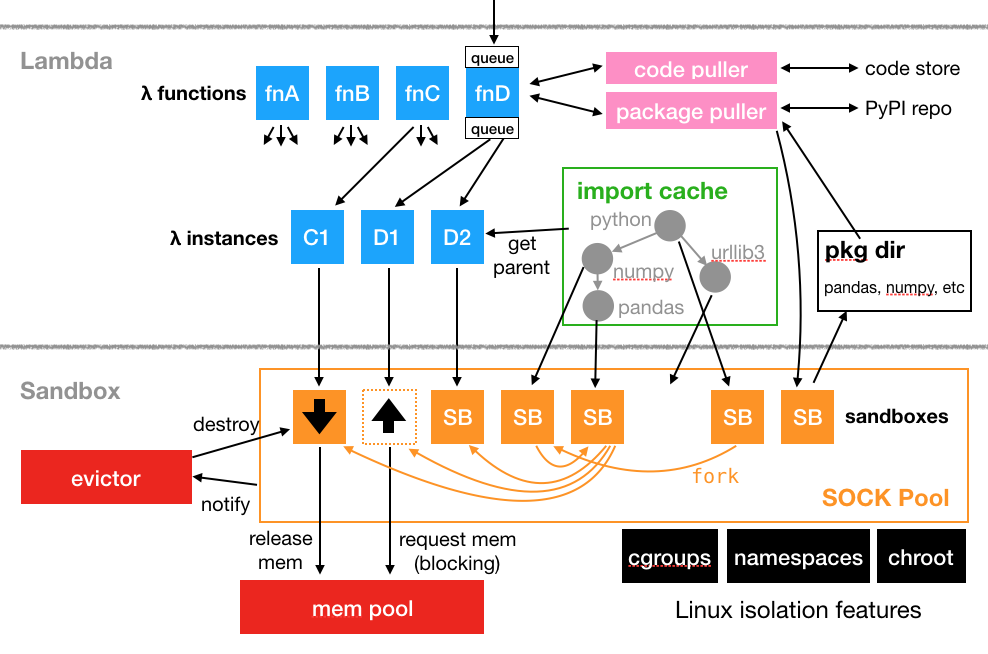 Lambda
queue
λ functions
fnA
fnB
fnC
fnD
queue
code puller
code store
package puller
PyPI repo
import cache
python
urllib3
numpy
pandas
λ instances
C1
D1
D2
get
parent
pkg dir
pandas, numpy, etc
Sandbox
destroy
evictor
notify
SB
SB
SB
SB
SB
sandboxes
fork
SOCK Pool
release
mem
request mem
(blocking)
mem pool
cgroups
namespaces
chroot
Linux isolation features